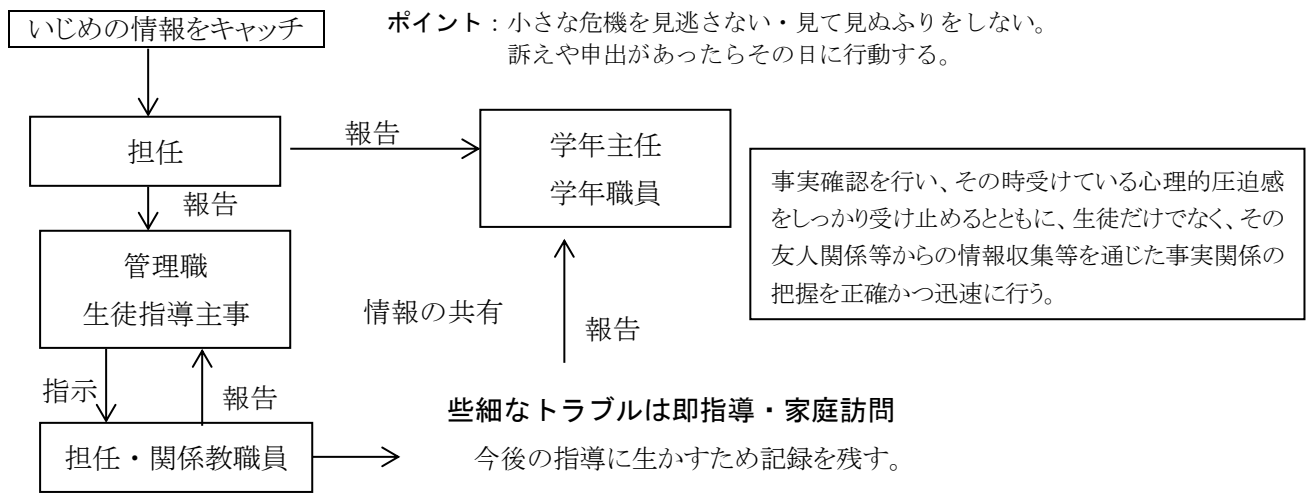 いじめの情報をキャッチ
ポイント：小さな危機を見逃さない・見て見ぬふりをしない。
訴えや申出があったらその日に行動する。
担任
報告
学年主任
学年職員
報告
事実確認を行い、その時受けている心理的圧迫感
をしっかり受け止めるとともに、生徒だけでなく、その
友人関係等からの情報収集等を通じた事実関係の
把握を正確かつ迅速に行う。
管理職
生徒指導主事
情報の共有
報告
指示
報告
些細なトラブルは即指導・家庭訪問
担任・関係教職員
今後の指導に生かすため記録を残す。